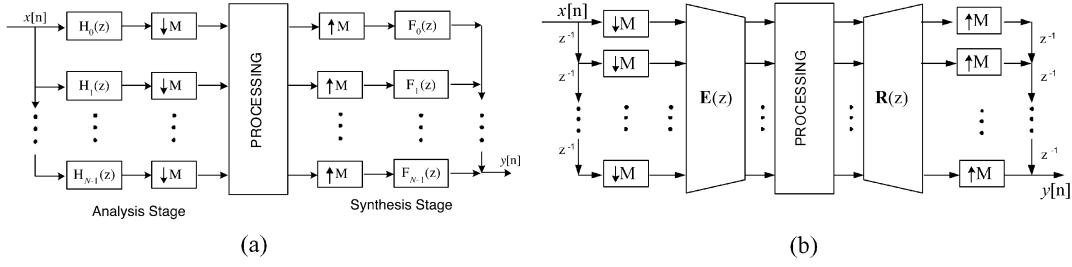 x[n]
H0(z) ↓M ↑M F0(z)
H1(z) ↓M ↑M F1(z)
PROCESSING
HN-1(z) ↓M ↑M FN-1(z)
y[n]
Analysis Stage
Synthesis Stage
(a)
x[n]
z-1 ↓M ↑M z-1
z-1 ↓M ↑M z-1
E(z)
PROCESSING
R(z)
z-1 ↓M ↑M z-1
y[n]
(b)